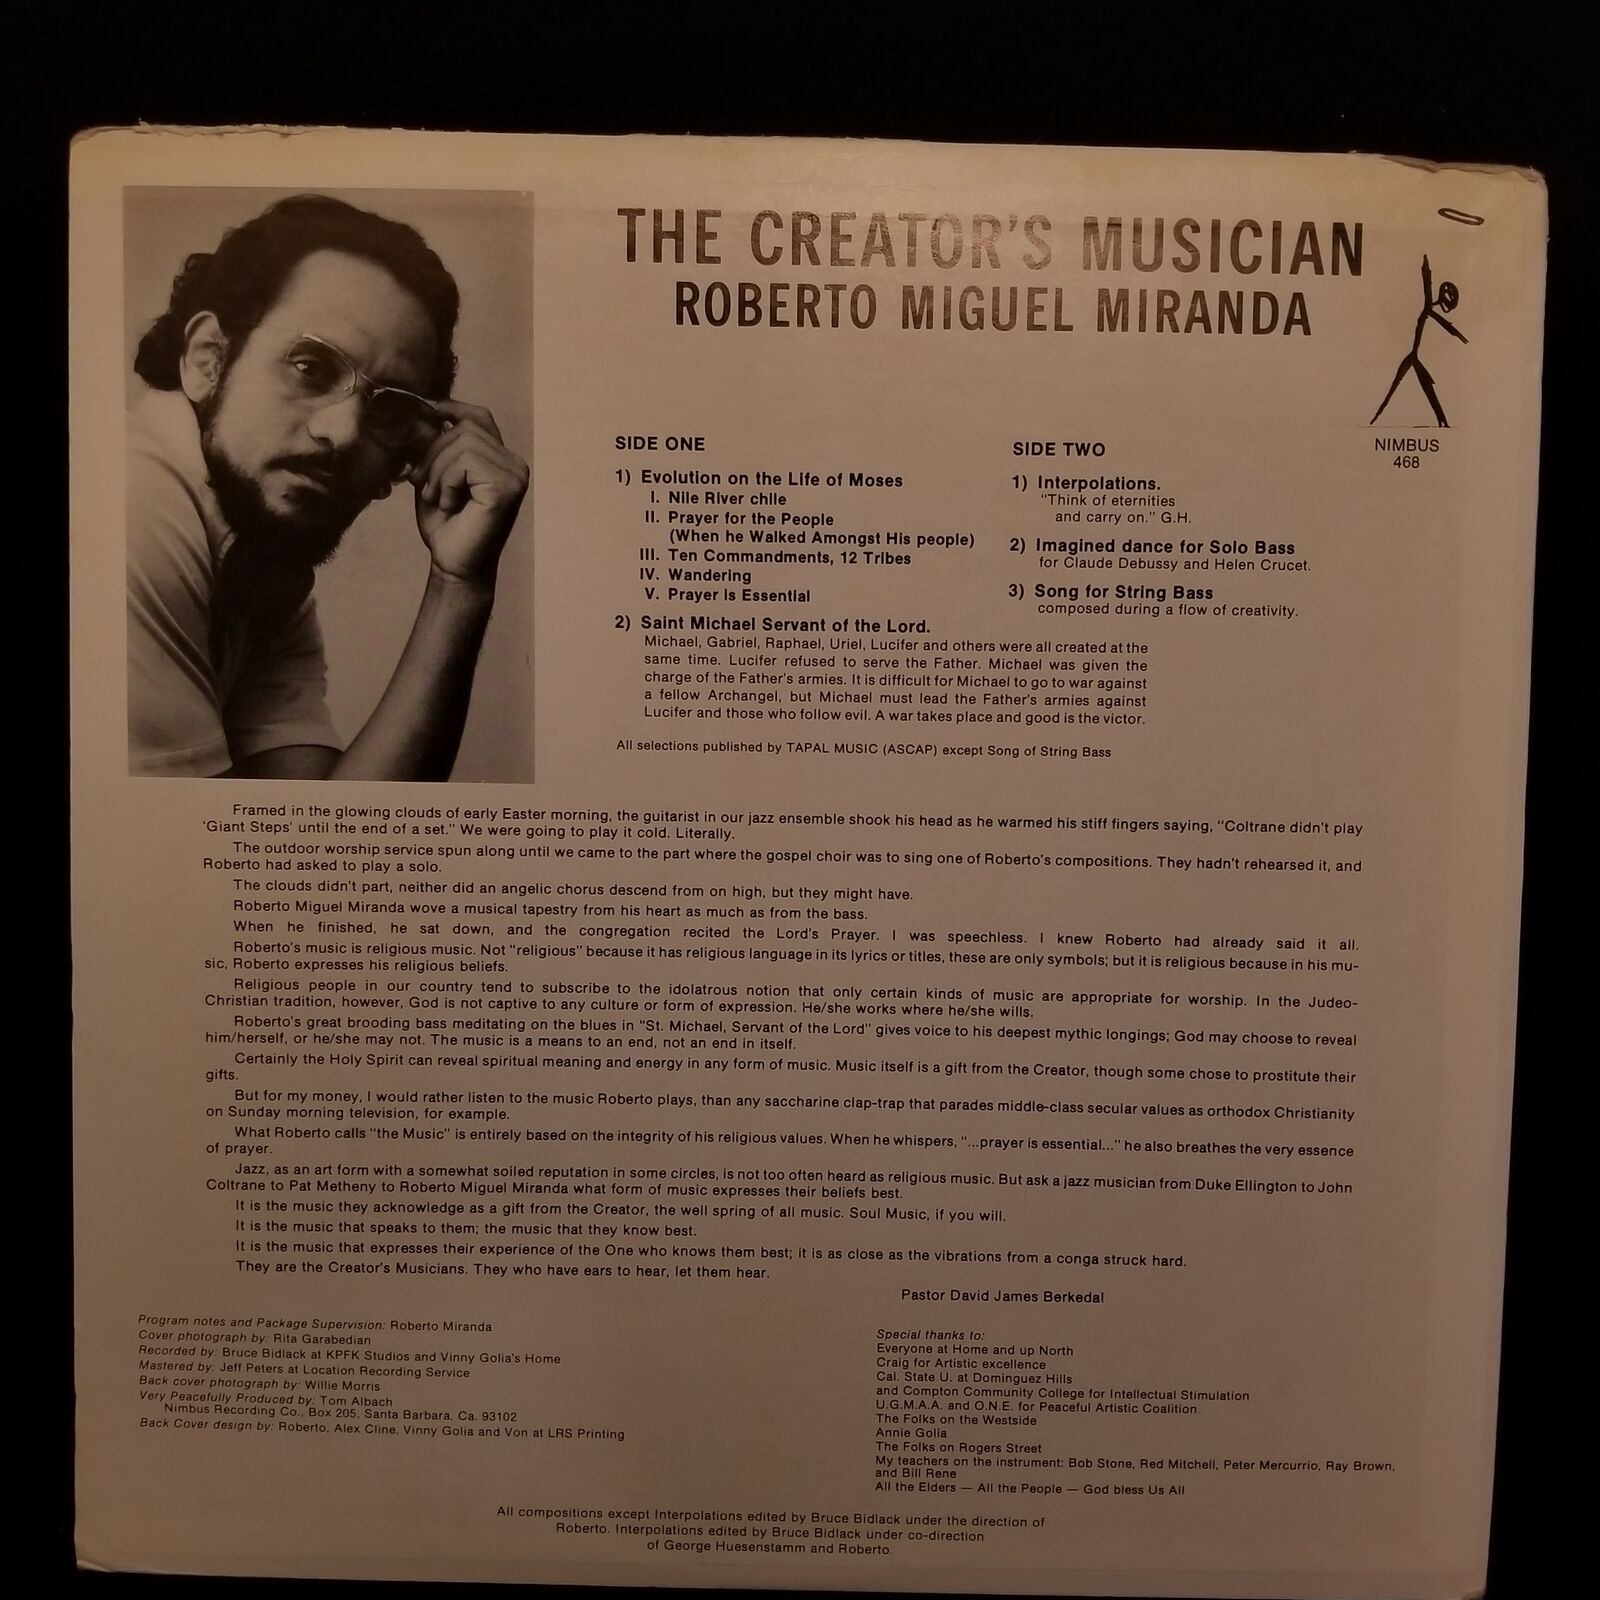 THE CREATOR'S MUSICIAN
ROBERTO MIGUEL MIRANDA
NIMBUS
468
SIDE ONE
1) Evolution on the Life of Moses
I. Nile River chile
II. Prayer for the People
(When he Walked Amongst His people)
III. Ten Commandments, 12 Tribes
IV. Wandering
V. Prayer is Essential
2) Saint Michael Servant of the Lord.
Michael, Gabriel, Raphael, Uriel, Lucifer and others were all created at the
same time. Lucifer refused to serve the Father. Michael was given the
charge of the Father's armies. It is difficult for Michael to go to war against
a fellow Archangel, but Michael must lead the Father's armies against
Lucifer and those who follow evil. A war takes place and good is the victor.
SIDE TWO
1) Interpolations.
"Think of eternities
and carry on." G.H.
2) Imagined dance for Solo Bass
for Claude Debussy and Helen Crucet.
3) Song for String Bass
composed during a flow of creativity.
All selections published by TAPAL MUSIC (ASCAP) except Song of String Bass
Framed in the glowing clouds of early Easter morning, the guitarist in our jazz ensemble shook his head as he warmed his stiff fingers saying, "Coltrane didn't play
'Giant Steps' until the end of a set." We were going to play it cold. Literally.
The outdoor worship service spun along until we came to the part where the gospel choir was to sing one of Roberto's compositions. They hadn't rehearsed it, and
Roberto had asked to play a solo.
The clouds didn't part, neither did an angelic chorus descend from on high, but they might have.
Roberto Miguel Miranda wove a musical tapestry from his heart as much as from the bass.
When he finished, he sat down, and the congregation recited the Lord's Prayer. I was speechless. I knew Roberto had already said it all.
Roberto's music is religious music. Not "religious" because it has religious language in its lyrics or titles, these are only symbols; but it is religious because in his mu-
sic, Roberto expresses his religious beliefs.
Religious people in our country tend to subscribe to the idolatrous notion that only certain kinds of music are appropriate for worship. In the Judeo-
Christian tradition, however, God is not captive to any culture or form of expression. He/she works where he/she wills.
Roberto's great brooding bass meditating on the blues in "St. Michael, Servant of the Lord" gives voice to his deepest mythic longings; God may choose to reveal
him/herself, or he/she may not. The music is a means to an end, not an end in itself.
Certainly the Holy Spirit can reveal spiritual meaning and energy in any form of music. Music itself is a gift from the Creator, though some chose to prostitute their
gifts.
But for my money, I would rather listen to the music Roberto plays, than any saccharine clap-trap that parades middle-class secular values as orthodox Christianity
on Sunday morning television, for example.
What Roberto calls "the Music" is entirely based on the integrity of his religious values. When he whispers, "...prayer is essential..." he also breathes the very essence
of prayer.
Jazz, as an art form with a somewhat soiled reputation in some circles, is not too often heard as religious music. But ask a jazz musician from Duke Ellington to John
Coltrane to Pat Metheny to Roberto Miguel Miranda what form of music expresses their beliefs best.
It is the music they acknowledge as a gift from the Creator, the well spring of all music. Soul Music, if you will.
It is the music that speaks to them; the music that they know best.
It is the music that expresses their experience of the One who knows them best; it is as close as the vibrations from a conga struck hard.
They are the Creator's Musicians. They who have ears to hear, let them hear.
Pastor David James Berkedal
Program notes and Package Supervision: Roberto Miranda
Cover photograph by: Rita Garabedian
Recorded by: Bruce Bidlack at KPFK Studios and Vinny Golia's Home
Mastered by: Jeff Peters at Location Recording Service
Back cover photograph by: Willie Morris
Very Peacefully Produced by: Tom Albach
Nimbus Recording Co., Box 205, Santa Barbara, Ca. 93102
Back Cover design by: Roberto, Alex Cline, Vinny Golia and Von at LRS Printing
Special thanks to:
Everyone at Home and up North
Craig for Artistic excellence
Cal. State U. at Dominguez Hills
and Compton Community College for Intellectual Stimulation
U.G.M.A.A. and O.N.E. for Peaceful Artistic Coalition.
The Folks on the Westside
Annie Golia
The Folks on Rogers Street
My teachers on the instrument: Bob Stone, Red Mitchell, Peter Mercurrio, Ray Brown,
and Bill Rene
All the Elders — All the People — God bless Us All
All compositions except Interpolations edited by Bruce Bidlack under the direction of
Roberto. Interpolations edited by Bruce Bidlack under co-direction
of George Huesenstamm and Roberto.